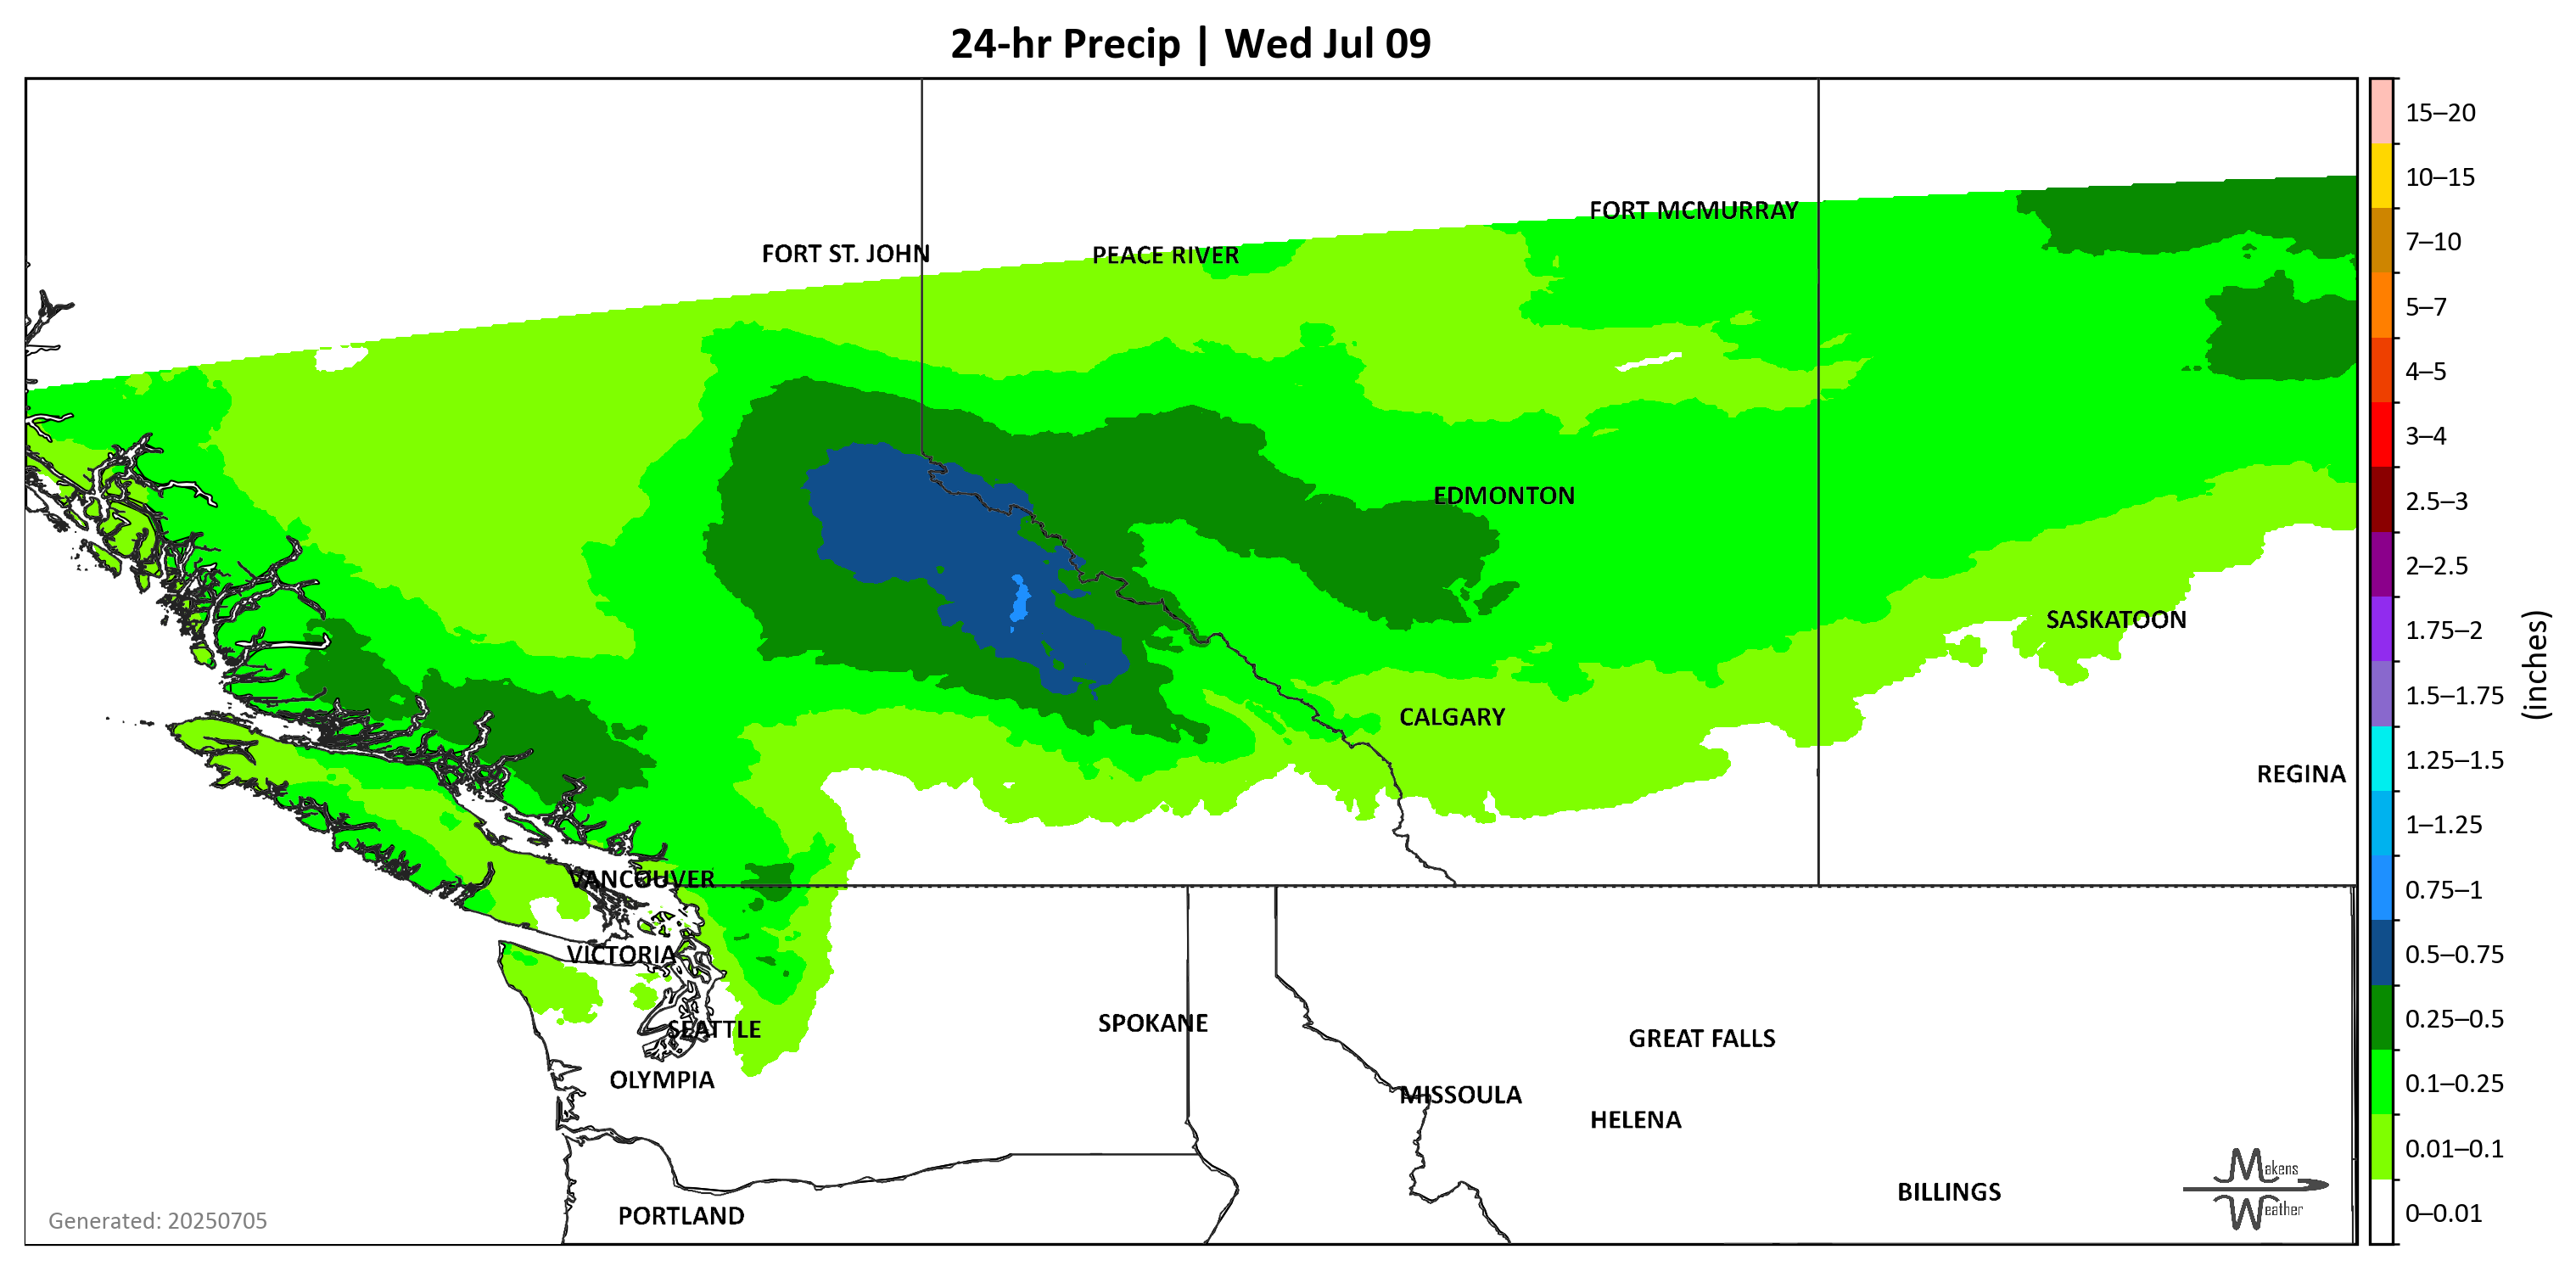 24-hr Precip | Wed Jul 09
15–20
10–15
FORT MCMURRAY
FORT ST. JOHN
PEACE RIVER
7–10
5–7
4–5
3–4
EDMONTON
2.5–3
2–2.5
SASKATOON
1.75–2
(inches)
1.5–1.75
CALGARY
1.25–1.5
REGINA
1–1.25
VANCOUVER
0.75–1
VICTORIA
0.5–0.75
SEATTLE
SPOKANE
GREAT FALLS
0.25–0.5
OLYMPIA
MISSOULA
HELENA
0.1–0.25
0.01–0.1
Makens
Weather
BILLINGS
PORTLAND
Generated: 20250705
0–0.01